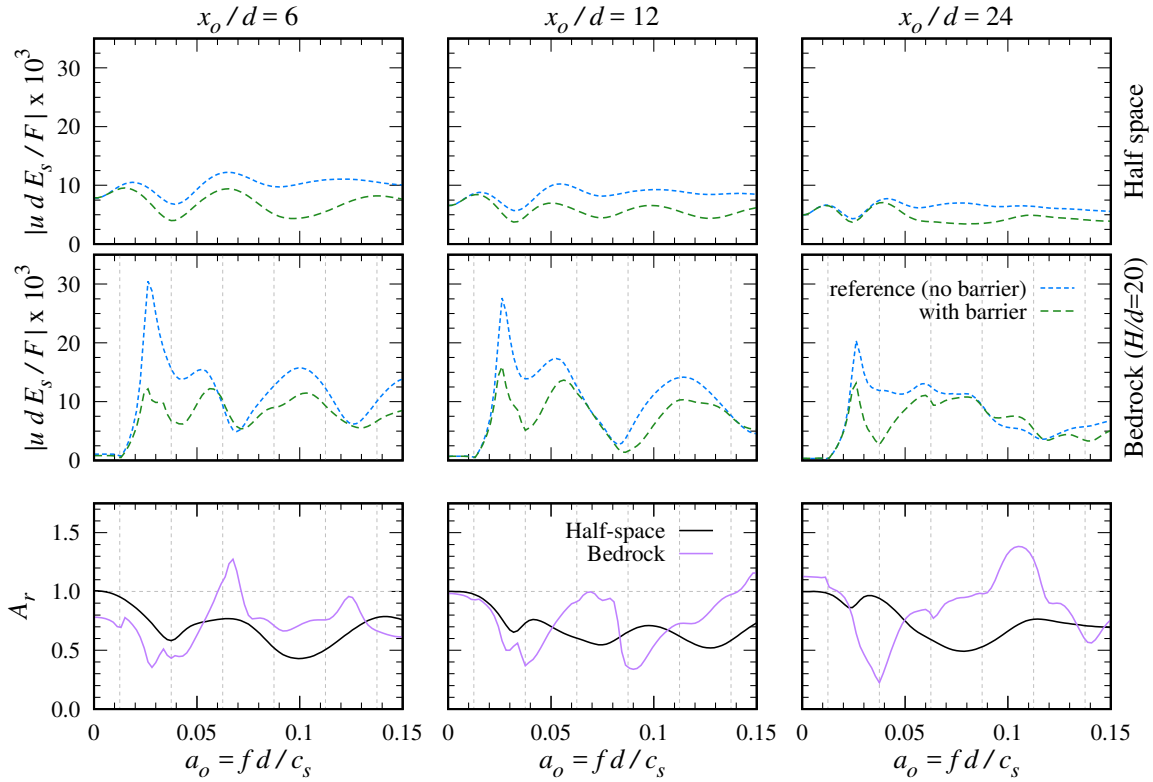 x_o / d = 6
x_o / d = 12
x_o / d = 24
|u d E_s / F| x 10^3
30
20
10
0
Half space
|u d E_s / F| x 10^3
30
20
10
0
reference (no barrier)
with barrier
Bedrock (H/d=20)
A_r
1.5
1.0
0.5
0.0
Half-space
Bedrock
0 0.05 0.10 0.15
0 0.05 0.10 0.15
0 0.05 0.10 0.15
a_o = f d / c_s
a_o = f d / c_s
a_o = f d / c_s